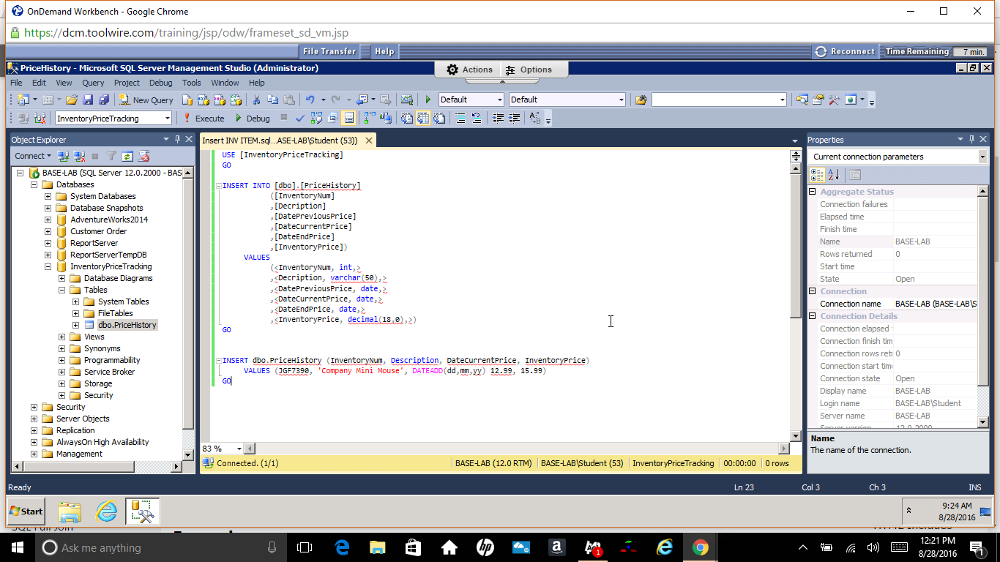 OnDemand Workbench - Google Chrome
https://dcm.toolwire.com/training/jsp/odw/frameset_sd_vm.jsp
File Transfer Help Reconnect Time Remaining 7 min.
PriceHistory - Microsoft SQL Server Management Studio (Administrator)
Actions Options
File Edit View Query Project Debug Tools Window Help
New Query Default Default
InventoryPriceTracking Execute Debug
Object Explorer
Connect
BASE-LAB (SQL Server 12.0.2000 - BAS
Databases
System Databases
Database Snapshots
AdventureWorks2014
Customer Order
ReportServer
ReportServerTempDB
InventoryPriceTracking
Database Diagrams
Tables
System Tables
FileTables
dbo.PriceHistory
Views
Synonyms
Programmability
Service Broker
Storage
Security
Security
Server Objects
Replication
AlwaysOn High Availability
Management
Insert INV ITEM.sql...ASE-LAB\Student (53))
USE [InventoryPriceTracking]
GO
INSERT INTO [dbo].[PriceHistory]
([InventoryNum]
,[Decription]
,[DatePreviousPrice]
,[DateCurrentPrice]
,[DateEndPrice]
,[InventoryPrice])
VALUES
(<InventoryNum, int,>
,<Decription, varchar(50),>
,<DatePreviousPrice, date,>
,<DateCurrentPrice, date,>
,<DateEndPrice, date,>
,<InventoryPrice, decimal(18,0),>)
GO
INSERT dbo.PriceHistory (InventoryNum, Description, DateCurrentPrice, InventoryPrice)
VALUES (JGF7390, 'Company Mini Mouse', DATEADD(dd,mm,yy) 12.99, 15.99)
GO
83 %
Connected. (1/1) BASE-LAB (12.0 RTM) BASE-LAB\Student (53) InventoryPriceTracking 00:00:00 0 rows
Properties
Current connection parameters
Aggregate Status
Connection failures
Elapsed time
Finish time
Name BASE-LAB
Rows returned 0
Start time
State Open
Connection
Connection name BASE-LAB (BASE-LAB\S
Connection Details
Connection elapsed
Connection finish tim
Connection rows ret 0
Connection start time
Connection state Open
Display name BASE-LAB
Login name BASE-LAB\Student
Server name BASE-LAB
Server version 12.0.2000
Name
The name of the connection.
Ready Ln 23 Col 3 Ch 3 INS
Start 9:24 AM
8/28/2016
SQL Full Join HTML Includes
Ask me anything 12:21 PM
8/28/2016